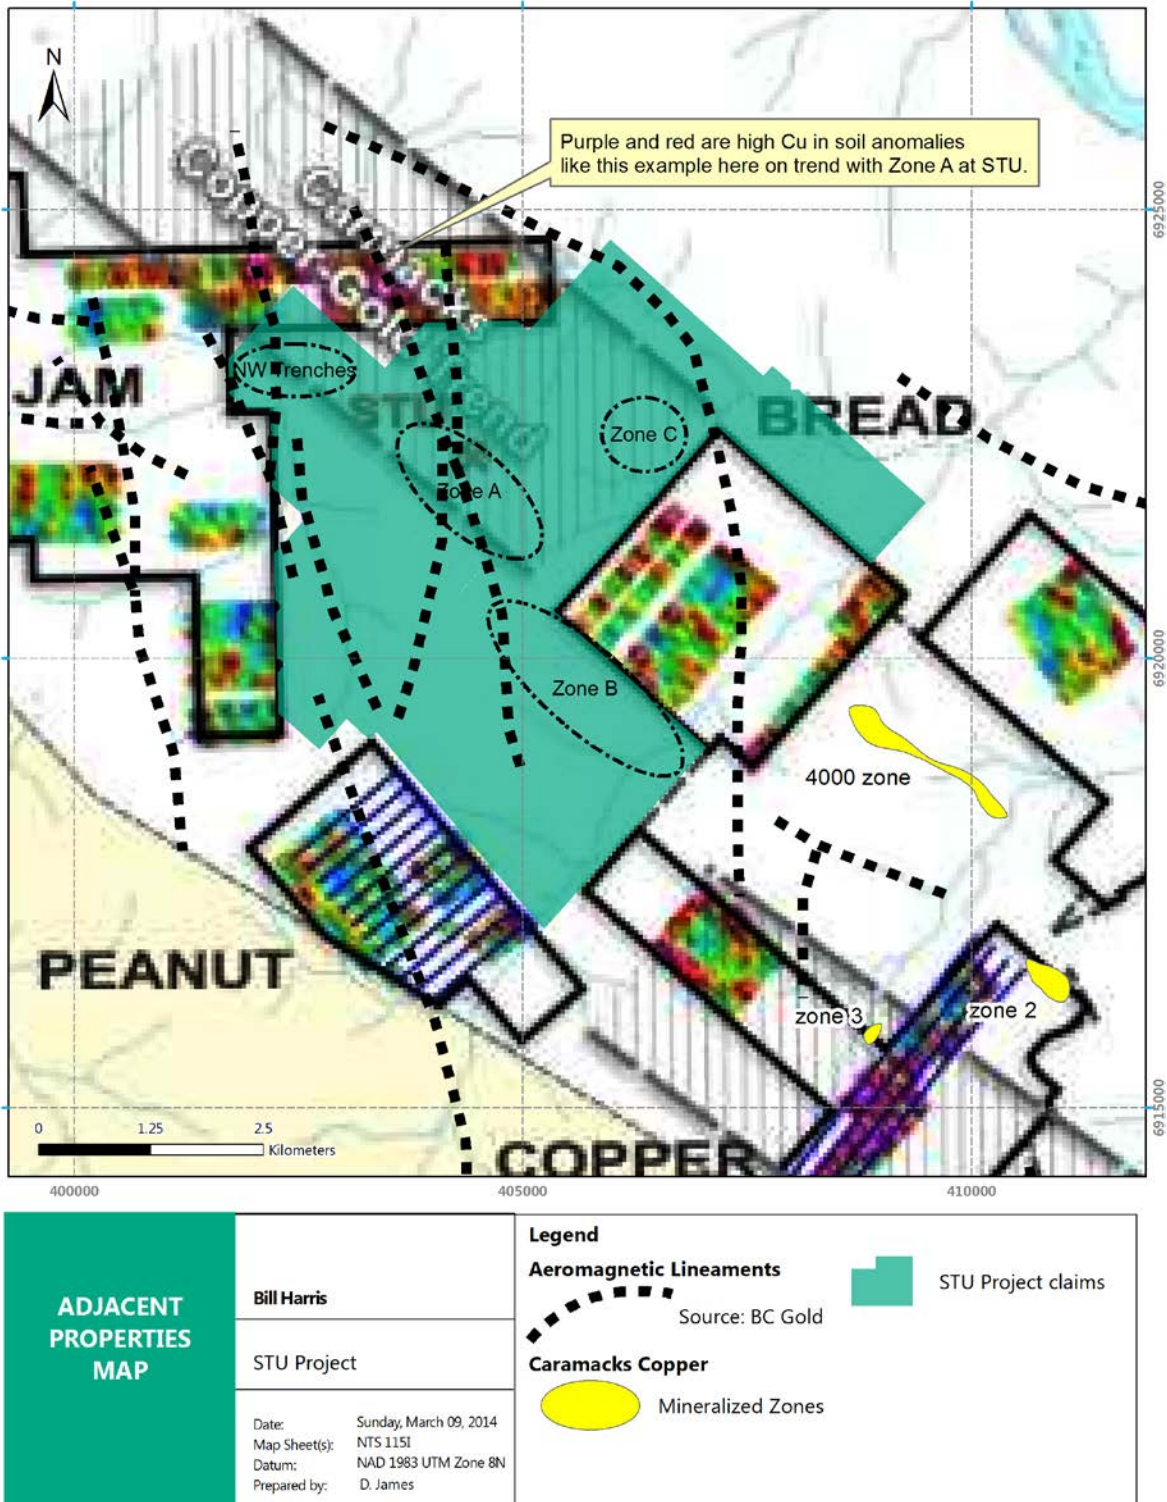 N
Purple and red are high Cu in soil anomalies
like this example here on trend with Zone A at STU.
6925000
NW Trenches
JAM
STU
Trend
BREAD
Zone C
Zone A
6920000
Zone B
4000 zone
PEANUT
zone 3
zone 2
6915000
0 1.25 2.5
Kilometers
COPPER
400000 405000 410000
ADJACENT
PROPERTIES
MAP
Bill Harris
STU Project
Date: Sunday, March 09, 2014
Map Sheet(s): NTS 115I
Datum: NAD 1983 UTM Zone 8N
Prepared by: D. James
Legend
Aeromagnetic Lineaments
Source: BC Gold
STU Project claims
Caramacks Copper
Mineralized Zones